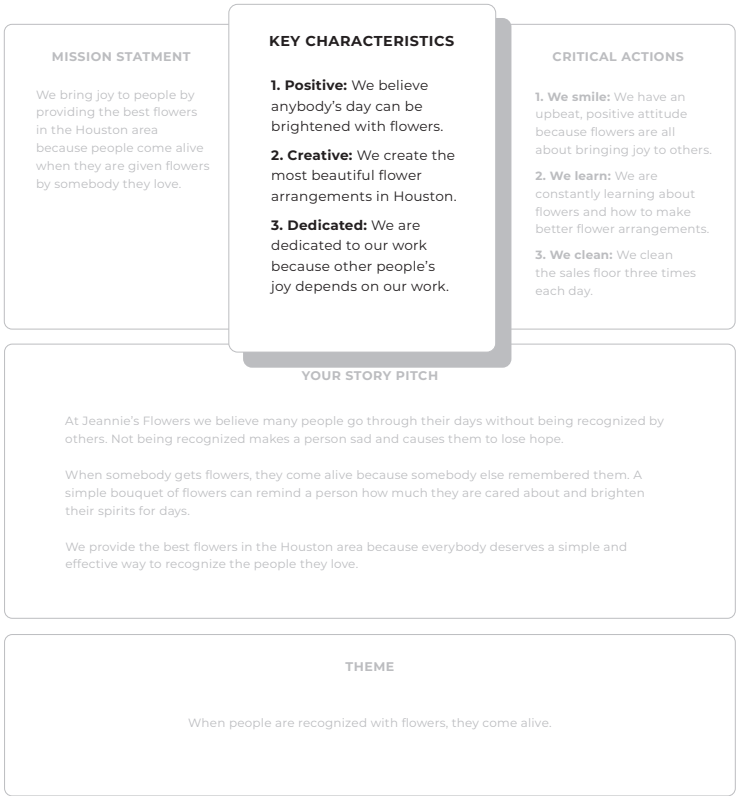 MISSION STATMENT
We bring joy to people by
providing the best flowers
in the Houston area
because people come alive
when they are given flowers
by somebody they love.
KEY CHARACTERISTICS
1. Positive: We believe
anybody’s day can be
brightened with flowers.
2. Creative: We create the
most beautiful flower
arrangements in Houston.
3. Dedicated: We are
dedicated to our work
because other people’s
joy depends on our work.
CRITICAL ACTIONS
1. We smile: We have an
upbeat, positive attitude
because flowers are all
about bringing joy to others.
2. We learn: We are
constantly learning about
flowers and how to make
better flower arrangements.
3. We clean: We clean
the sales floor three times
each day.
YOUR STORY PITCH
At Jeannie’s Flowers we believe many people go through their days without being recognized by
others. Not being recognized makes a person sad and causes them to lose hope.
When somebody gets flowers, they come alive because somebody else remembered them. A
simple bouquet of flowers can remind a person how much they are cared about and brighten
their spirits for days.
We provide the best flowers in the Houston area because everybody deserves a simple and
effective way to recognize the people they love.
THEME
When people are recognized with flowers, they come alive.